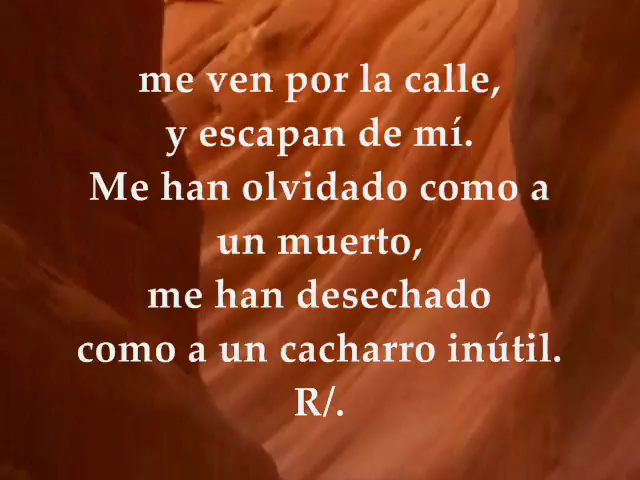 me ven por la calle,
y escapan de mí.
Me han olvidado como a
un muerto,
me han desechado
como a un cacharro inútil.
R/.